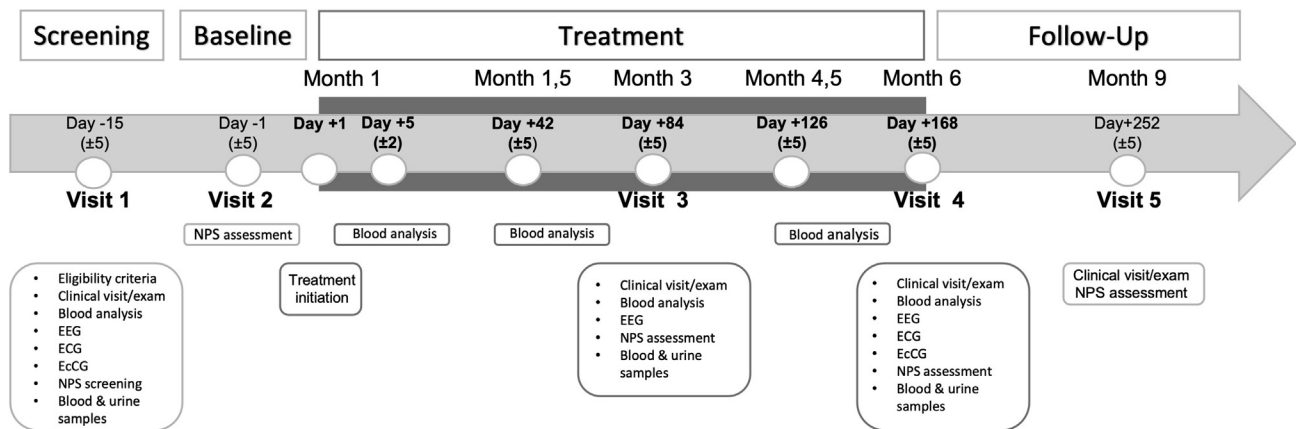 Screening Baseline Treatment Follow-Up
Month 1 Month 1,5 Month 3 Month 4,5 Month 6 Month 9
Day -15 Day -1 Day +1 Day +5 Day +42 Day +84 Day +126 Day +168 Day+252
(±5) (±5) (±2) (±5) (±5) (±5) (±5) (±5)
Visit 1 Visit 2 Visit 3 Visit 4 Visit 5
NPS assessment Blood analysis Blood analysis Blood analysis
• Eligibility criteria
• Clinical visit/exam
• Blood analysis
• EEG
• ECG
• EcCG
• NPS screening
• Blood & urine
samples
Treatment
initiation
• Clinical visit/exam
• Blood analysis
• EEG
• NPS assessment
• Blood & urine
samples
• Clinical visit/exam
• Blood analysis
• EEG
• ECG
• EcCG
• NPS assessment
• Blood & urine
samples
Clinical visit/exam
NPS assessment